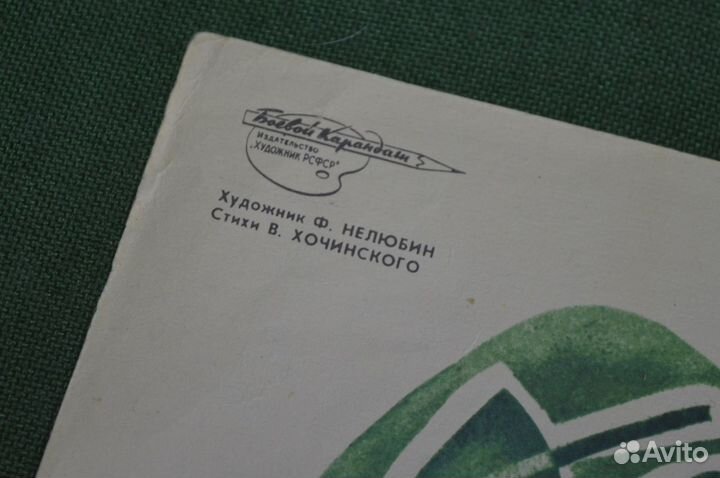 Боевой Карандаш
Издательство
„ХУДОЖНИК РСФСР"
Художник Ф. НЕЛЮБИН
Стихи В. ХОЧИНСКОГО
Avito